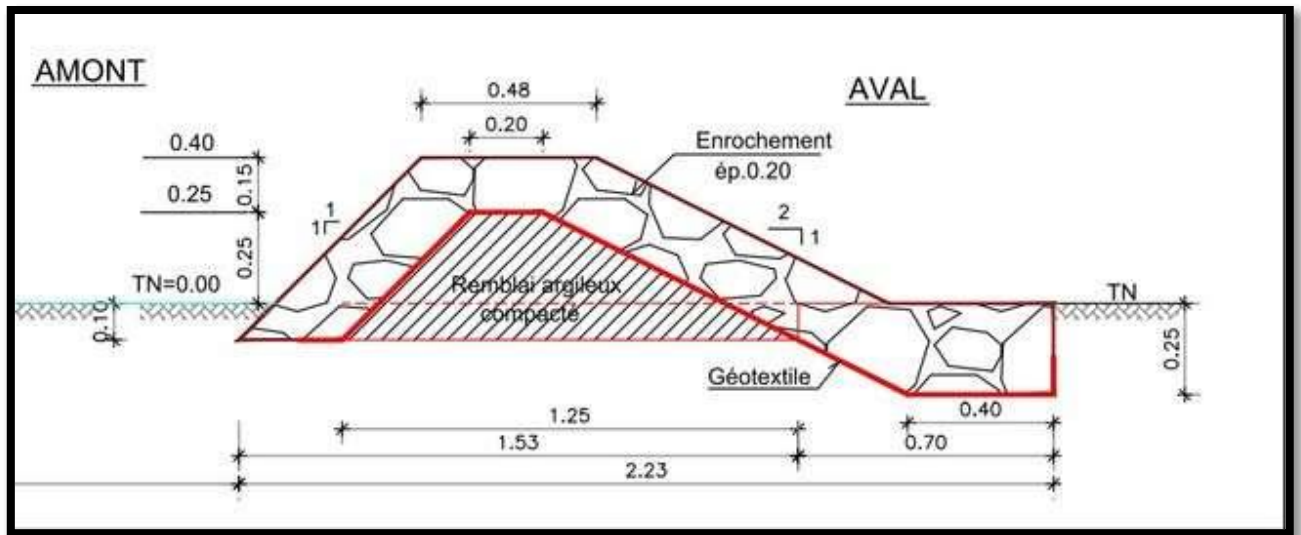 AMONT
AVAL
0.48
0.20
Enrochement
ép.0.20
0.40
0.15
0.25
0.25
1
1
2
1
TN=0.00
TN
0.10
Remblai argileux
compacté
Géotextile
0.25
0.40
1.25
1.53
0.70
2.23